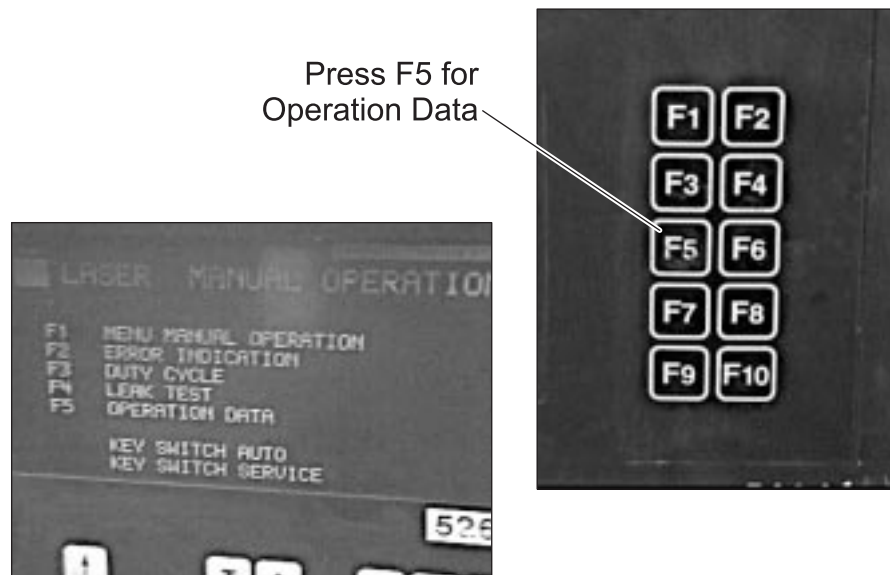 Press F5 for
Operation Data
F1 F2
F3 F4
F5 F6
F7 F8
F9 F10
LASER MANUAL OPERATION
F1 MENU MANUAL OPERATION
F2 ERROR INDICATION
F3 DUTY CYCLE
F4 LEAK TEST
F5 OPERATION DATA
KEY SWITCH AUTO
KEY SWITCH SERVICE
526